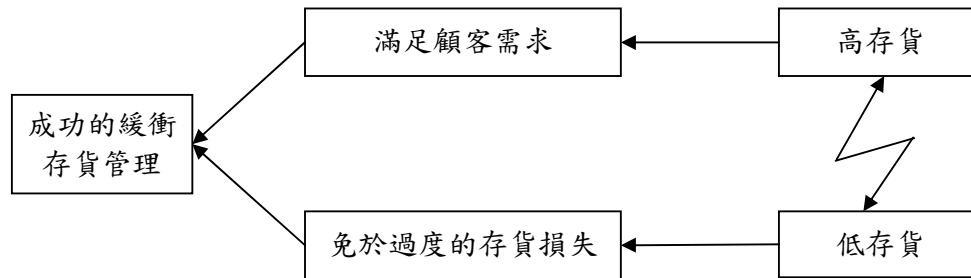 滿足顧客需求
高存貨
成功的緩衝
存貨管理
免於過度的存貨損失
低存貨